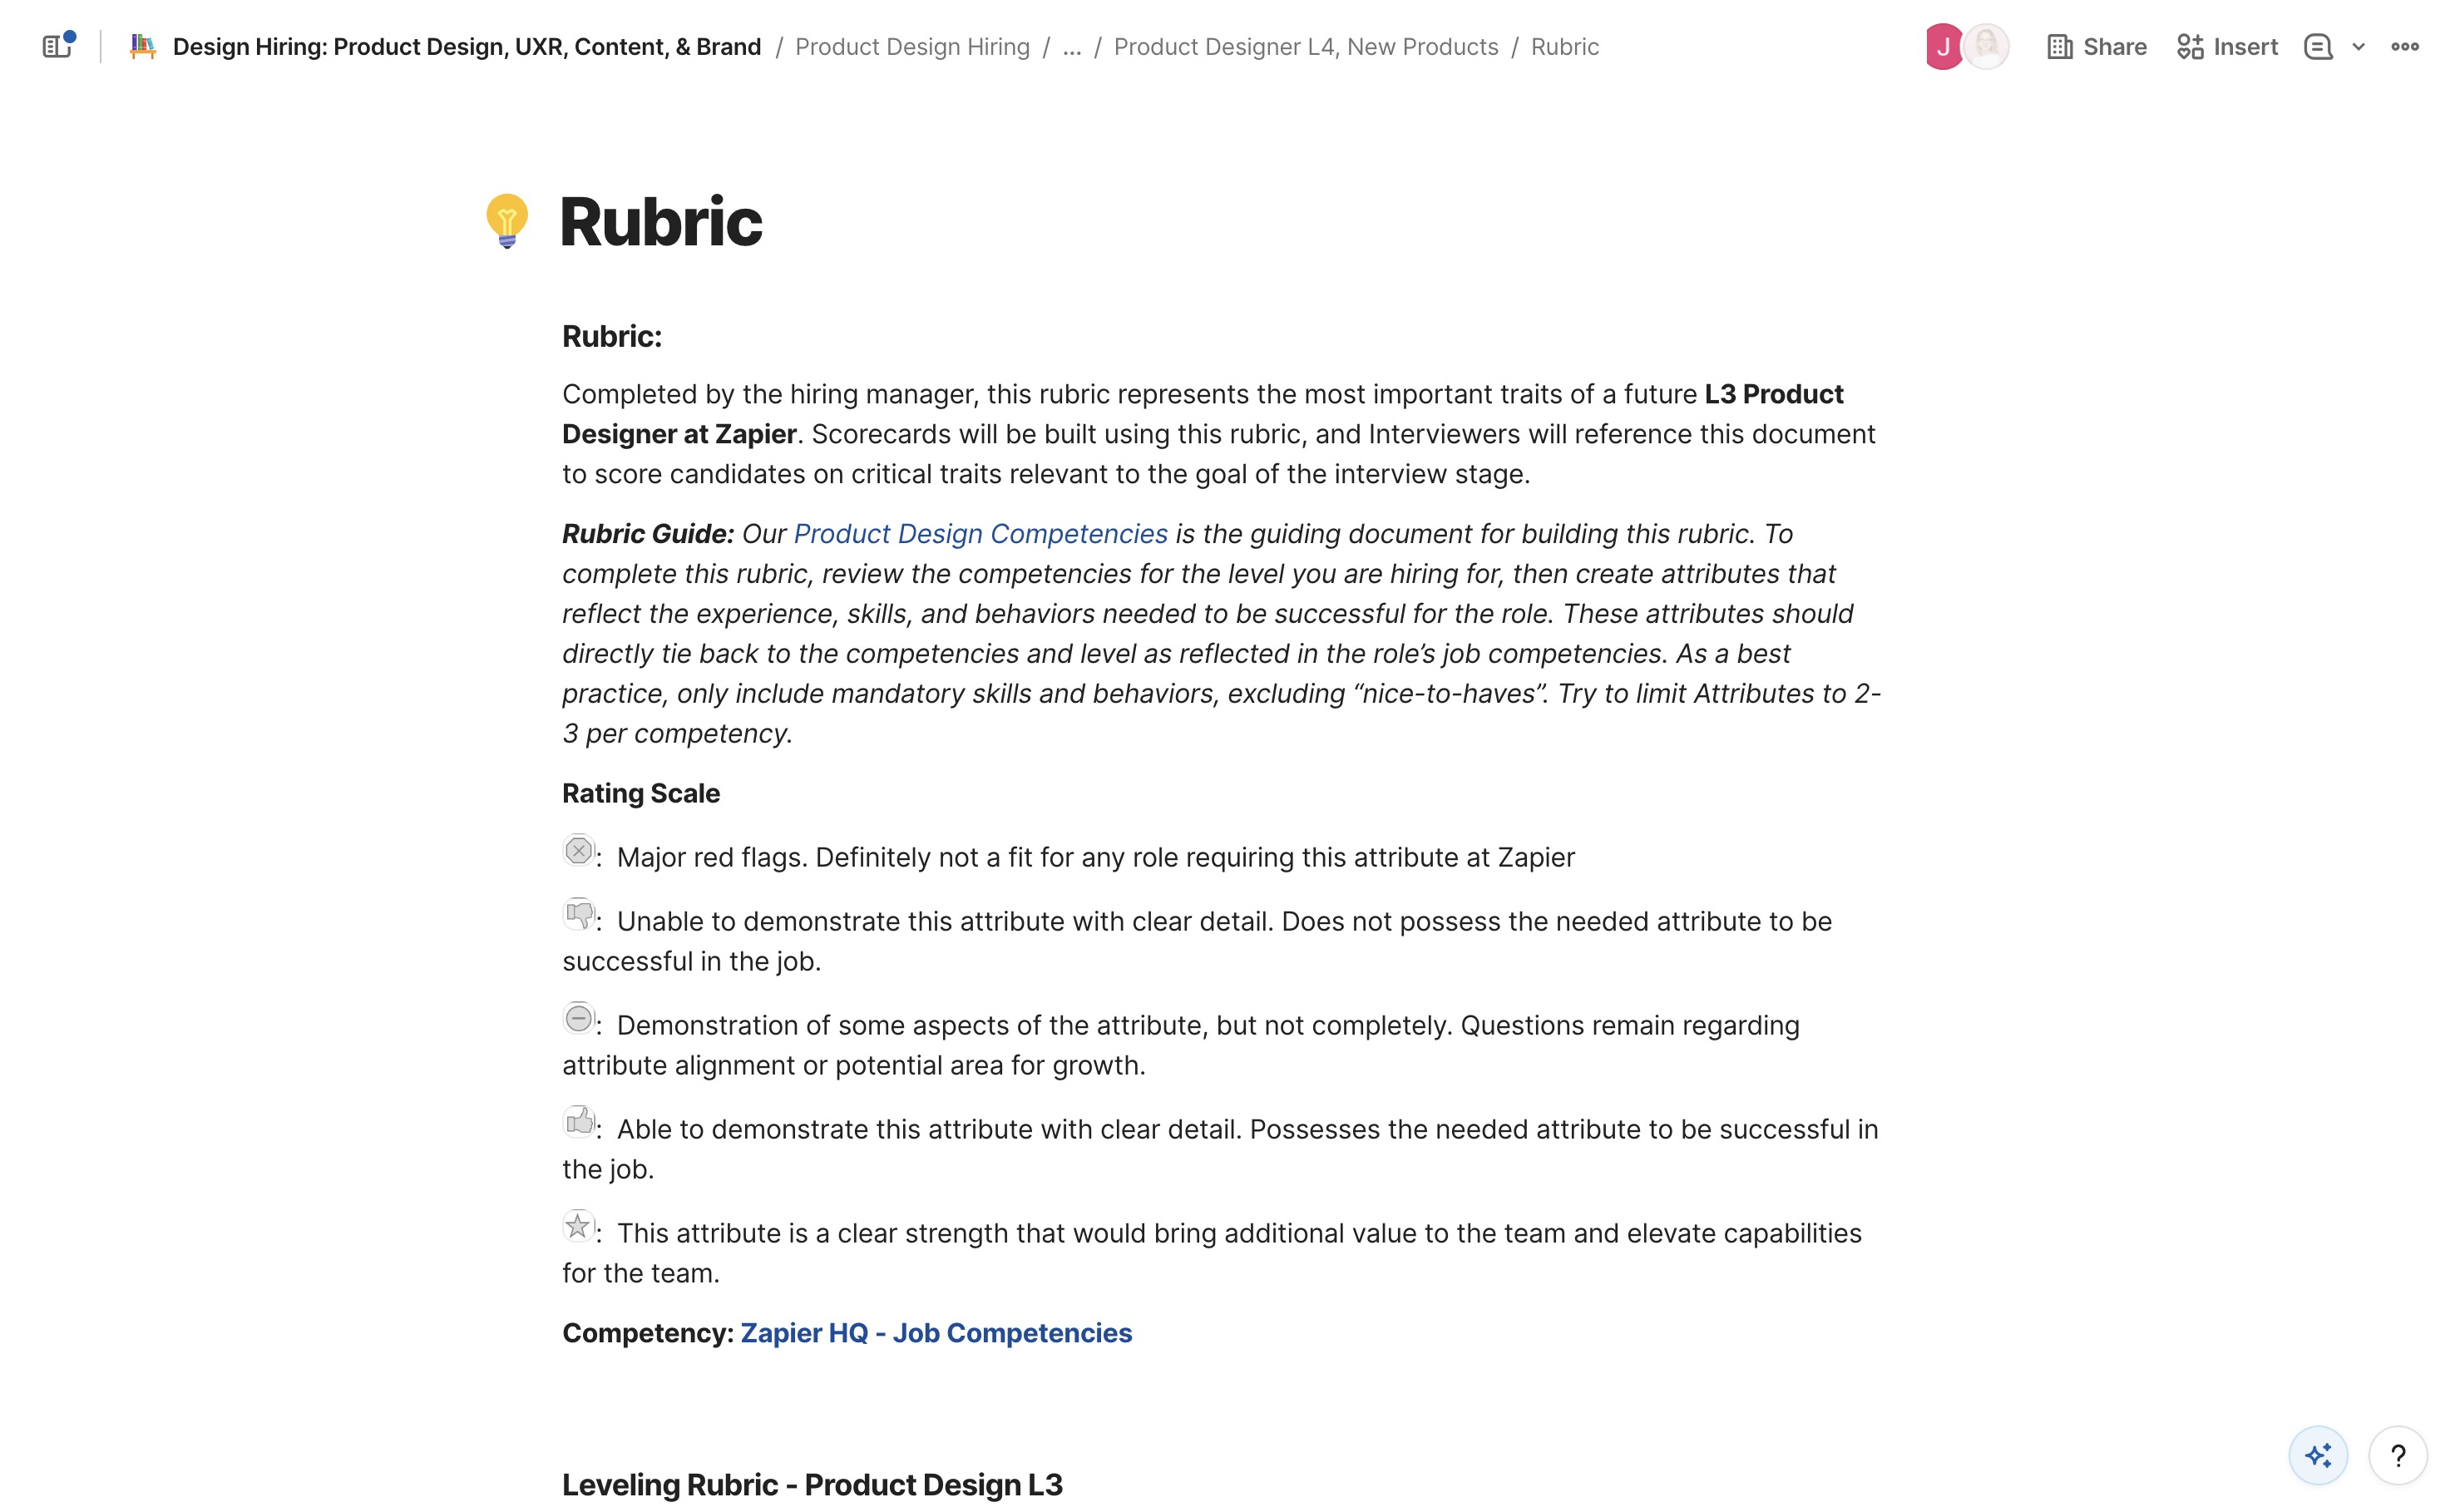 Design Hiring: Product Design, UXR, Content, & Brand / Product Design Hiring / ... / Product Designer L4, New Products / Rubric
J
Share
Insert
Rubric
Rubric:
Completed by the hiring manager, this rubric represents the most important traits of a future L3 Product
Designer at Zapier. Scorecards will be built using this rubric, and Interviewers will reference this document
to score candidates on critical traits relevant to the goal of the interview stage.
Rubric Guide: Our Product Design Competencies is the guiding document for building this rubric. To
complete this rubric, review the competencies for the level you are hiring for, then create attributes that
reflect the experience, skills, and behaviors needed to be successful for the role. These attributes should
directly tie back to the competencies and level as reflected in the role’s job competencies. As a best
practice, only include mandatory skills and behaviors, excluding “nice-to-haves”. Try to limit Attributes to 2-
3 per competency.
Rating Scale
: Major red flags. Definitely not a fit for any role requiring this attribute at Zapier
: Unable to demonstrate this attribute with clear detail. Does not possess the needed attribute to be
successful in the job.
: Demonstration of some aspects of the attribute, but not completely. Questions remain regarding
attribute alignment or potential area for growth.
: Able to demonstrate this attribute with clear detail. Possesses the needed attribute to be successful in
the job.
: This attribute is a clear strength that would bring additional value to the team and elevate capabilities
for the team.
Competency: Zapier HQ - Job Competencies
?
Leveling Rubric - Product Design L3